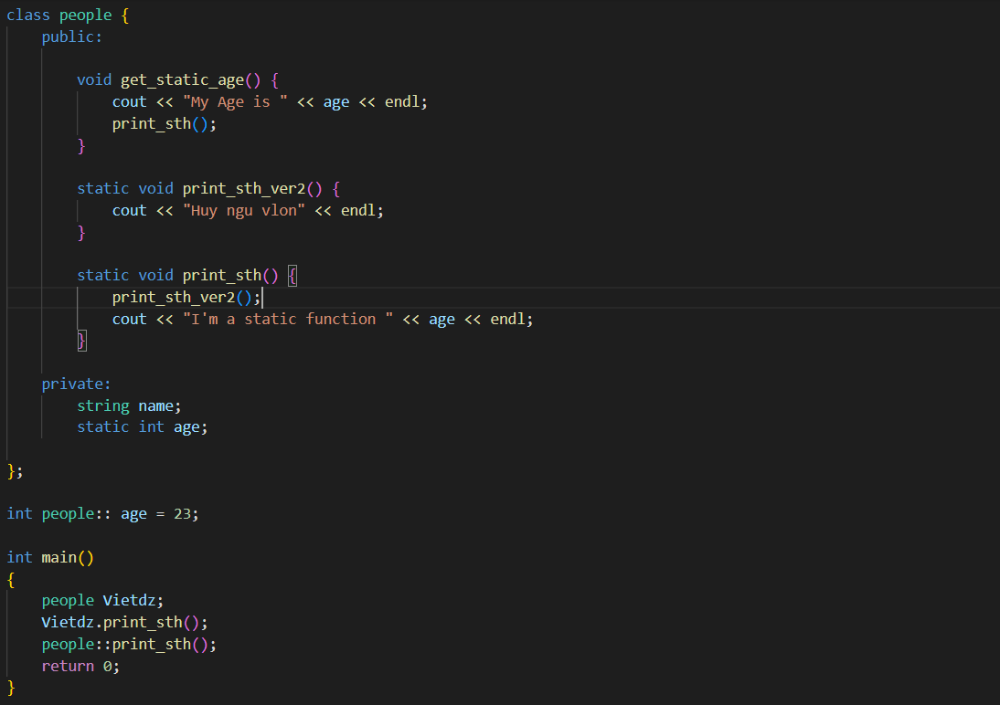 class people {
    public:

        void get_static_age() {
            cout << "My Age is " << age << endl;
            print_sth();
        }

        static void print_sth_ver2() {
            cout << "Huy ngu vlon" << endl;
        }

        static void print_sth() {
            print_sth_ver2();
            cout << "I'm a static function " << age << endl;
        }

    private:
        string name;
        static int age;

};

int people:: age = 23;

int main()
{
    people Vietdz;
    Vietdz.print_sth();
    people::print_sth();
    return 0;
}